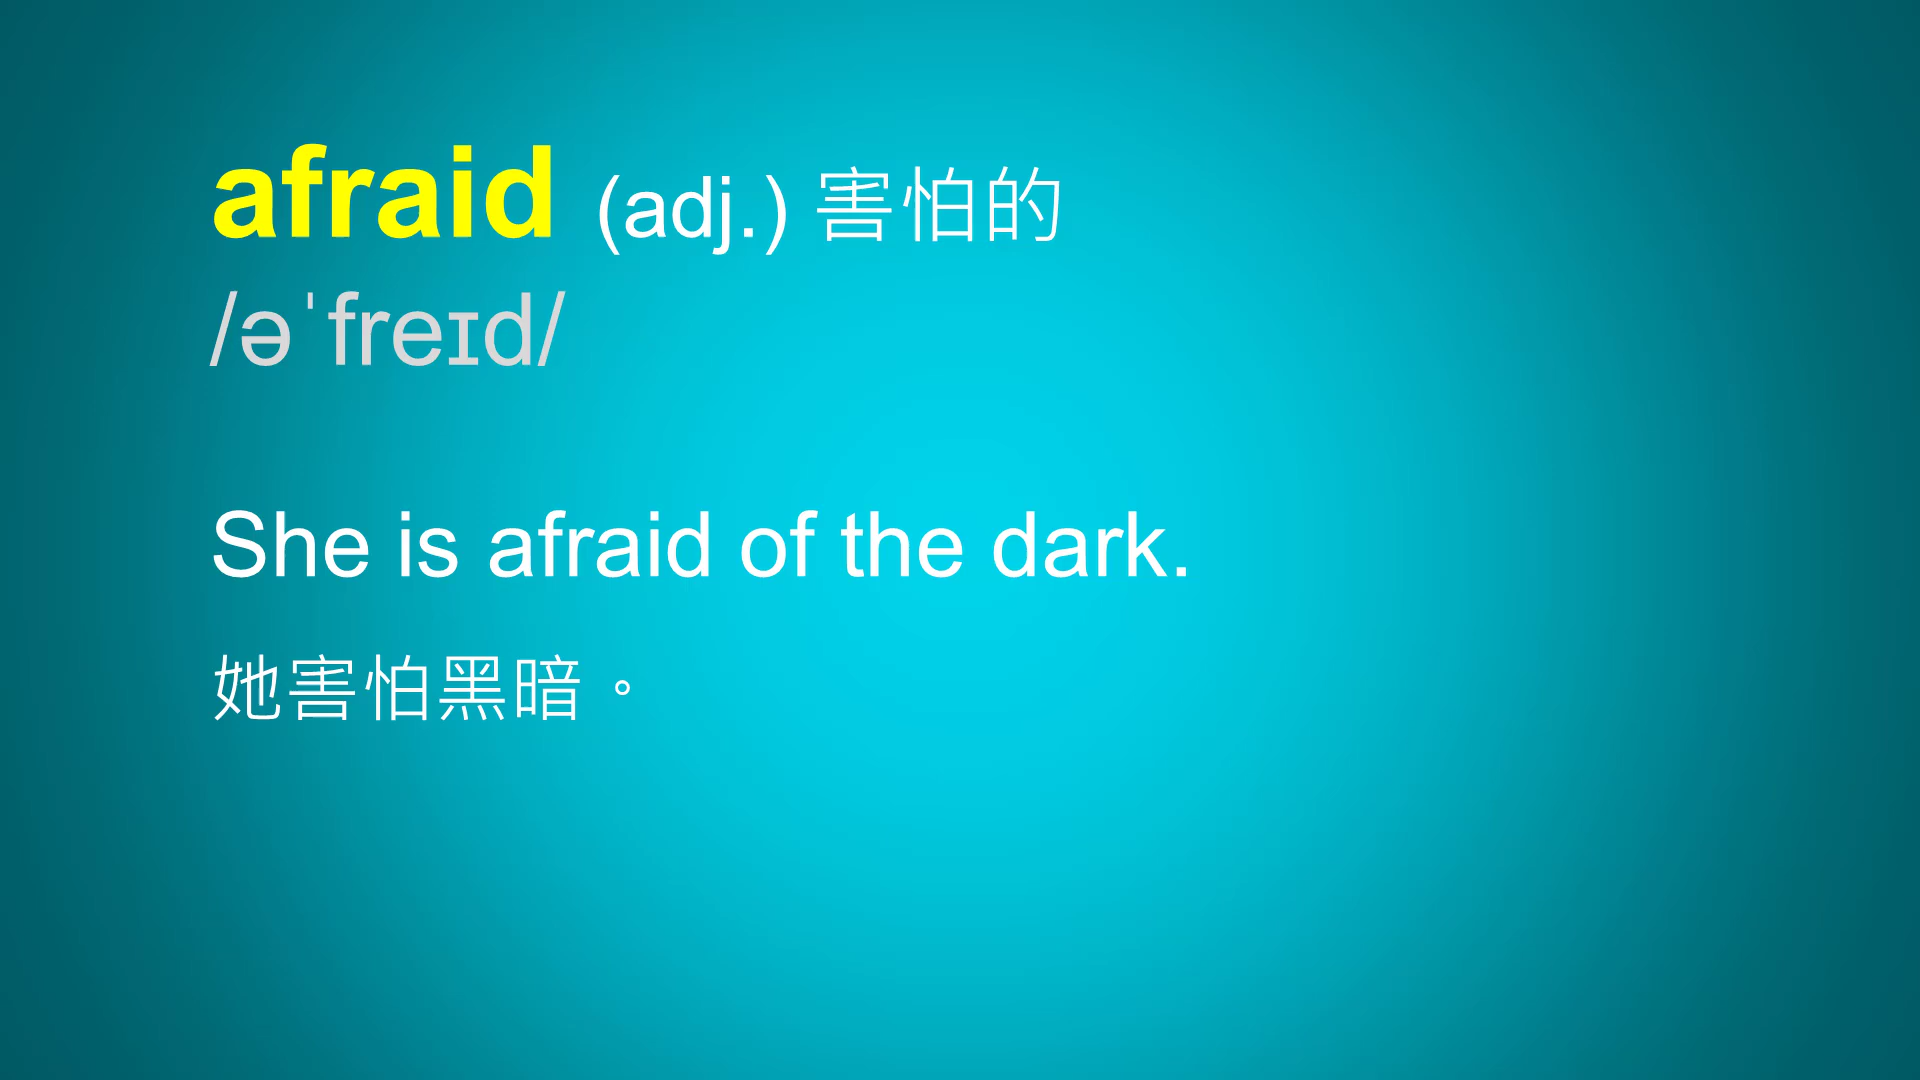 afraid (adj.) 害怕的
/əˈfreɪd/
She is afraid of the dark.
她害怕黑暗。